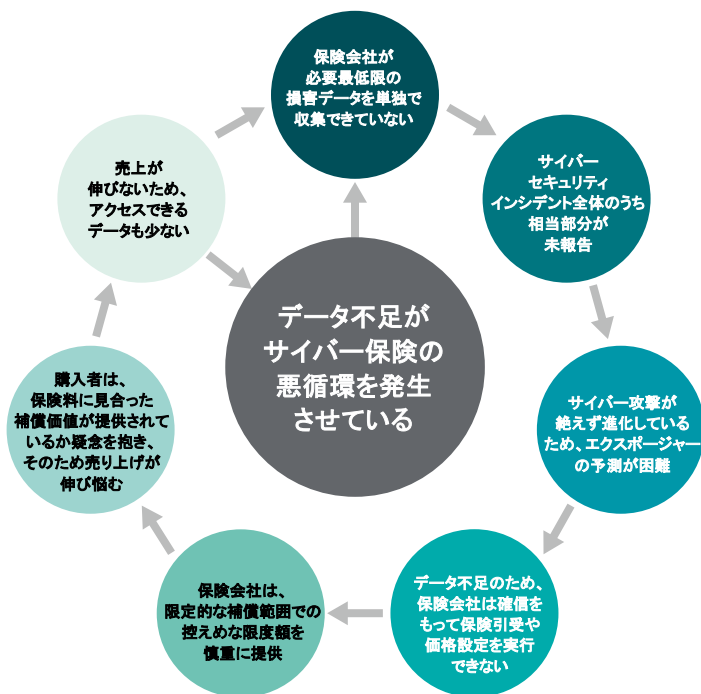 保険会社が
必要最低限の
損害データを単独で
収集できていない
サイバー
セキュリティ
インシデント全体のうち
相当部分が
未報告
サイバー攻撃が
絶えず進化している
ため、エクスポージャー
の予測が困難
データ不足のため、
保険会社は確信を
もって保険引受や
価格設定を実行
できない
保険会社は、
限定的な補償範囲での
控えめな限度額を
慎重に提供
購入者は、
保険料に見合った
補償価値が提供されて
いるか疑念を抱き、
そのため売り上げが
伸び悩む
売上が
伸びないため、
アクセスできる
データも少ない
データ不足が
サイバー保険の
悪循環を発生
させている